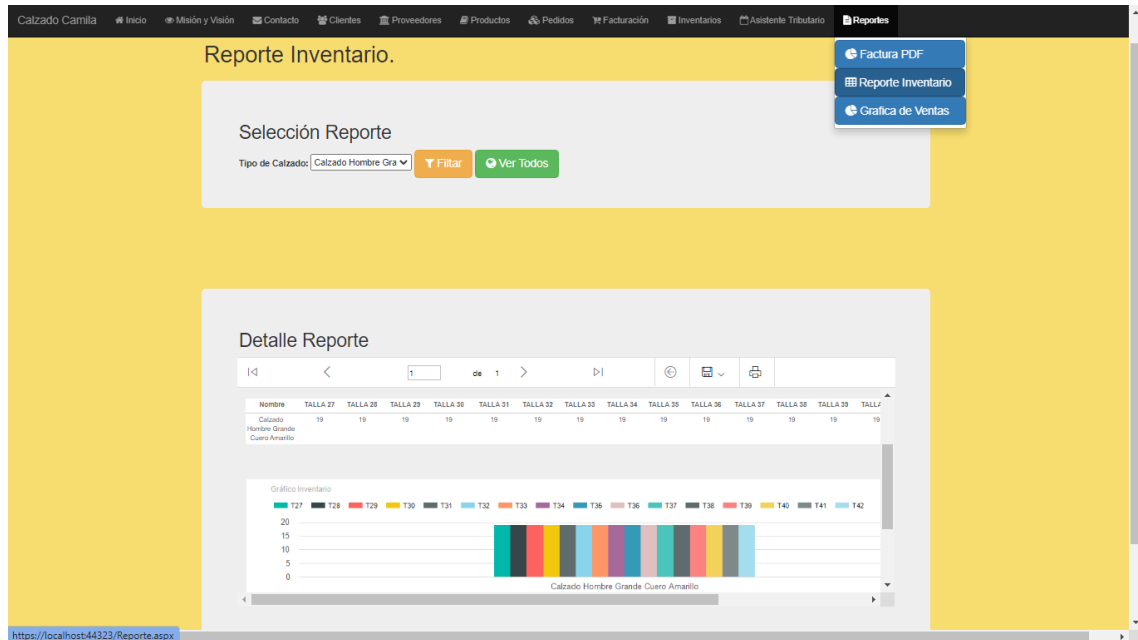 Calzado Camila Inicio Misión y Visión Contacto Clientes Proveedores Productos Pedidos Facturación Inventarios Asistente Tributario Reportes
Factura PDF
Reporte Inventario
Grafica de Ventas
Reporte Inventario.
Selección Reporte
Tipo de Calzado: Calzado Hombre Gra Filtar Ver Todos
Detalle Reporte
1 de 1
Nombre TALLA 27 TALLA 28 TALLA 29 TALLA 30 TALLA 31 TALLA 32 TALLA 33 TALLA 34 TALLA 35 TALLA 36 TALLA 37 TALLA 38 TALLA 39 TALLA
Calzado 19 19 19 19 19 19 19 19 19 19 19 19 19 19
Hombre Grande
Cuero Amarillo
Gráfico Inventario
T27 T28 T29 T30 T31 T32 T33 T34 T35 T36 T37 T38 T39 T40 T41 T42
20
15
10
5
0
Calzado Hombre Grande Cuero Amarillo
https://localhost:44323/Reporte.aspx